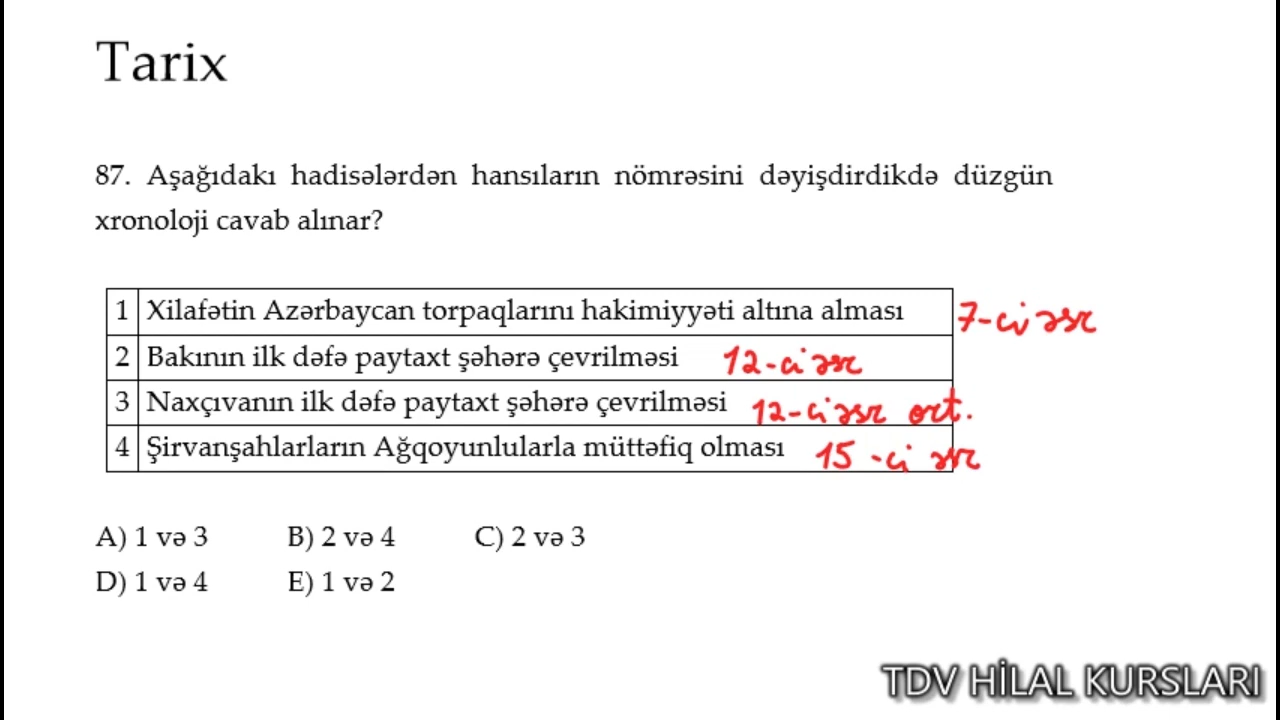 Tarix
87. Aşağıdakı hadisələrdən hansıların nömrəsini dəyişdirdikdə düzgün
xronoloji cavab alınar?
1 Xilafətin Azərbaycan torpaqlarını hakimiyyəti altına alması 7-ci əsr
2 Bakının ilk dəfə paytaxt şəhərə çevrilməsi 12-ci əsr
3 Naxçıvanın ilk dəfə paytaxt şəhərə çevrilməsi 12-ci əsr ort.
4 Şirvanşahlarların Ağqoyunlularla müttəfiq olması 15-ci əsr
A) 1 və 3 B) 2 və 4 C) 2 və 3
D) 1 və 4 E) 1 və 2
TDV HİLAL KURSLARI